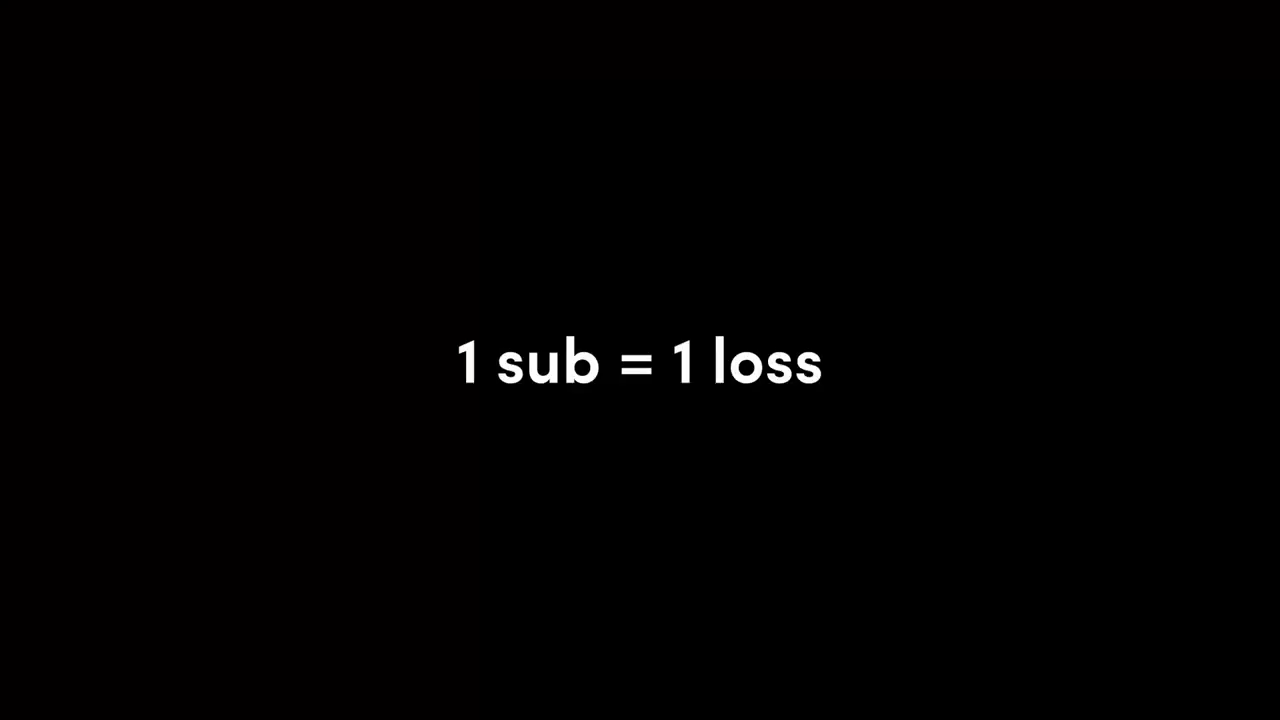 1 sub = 1 loss